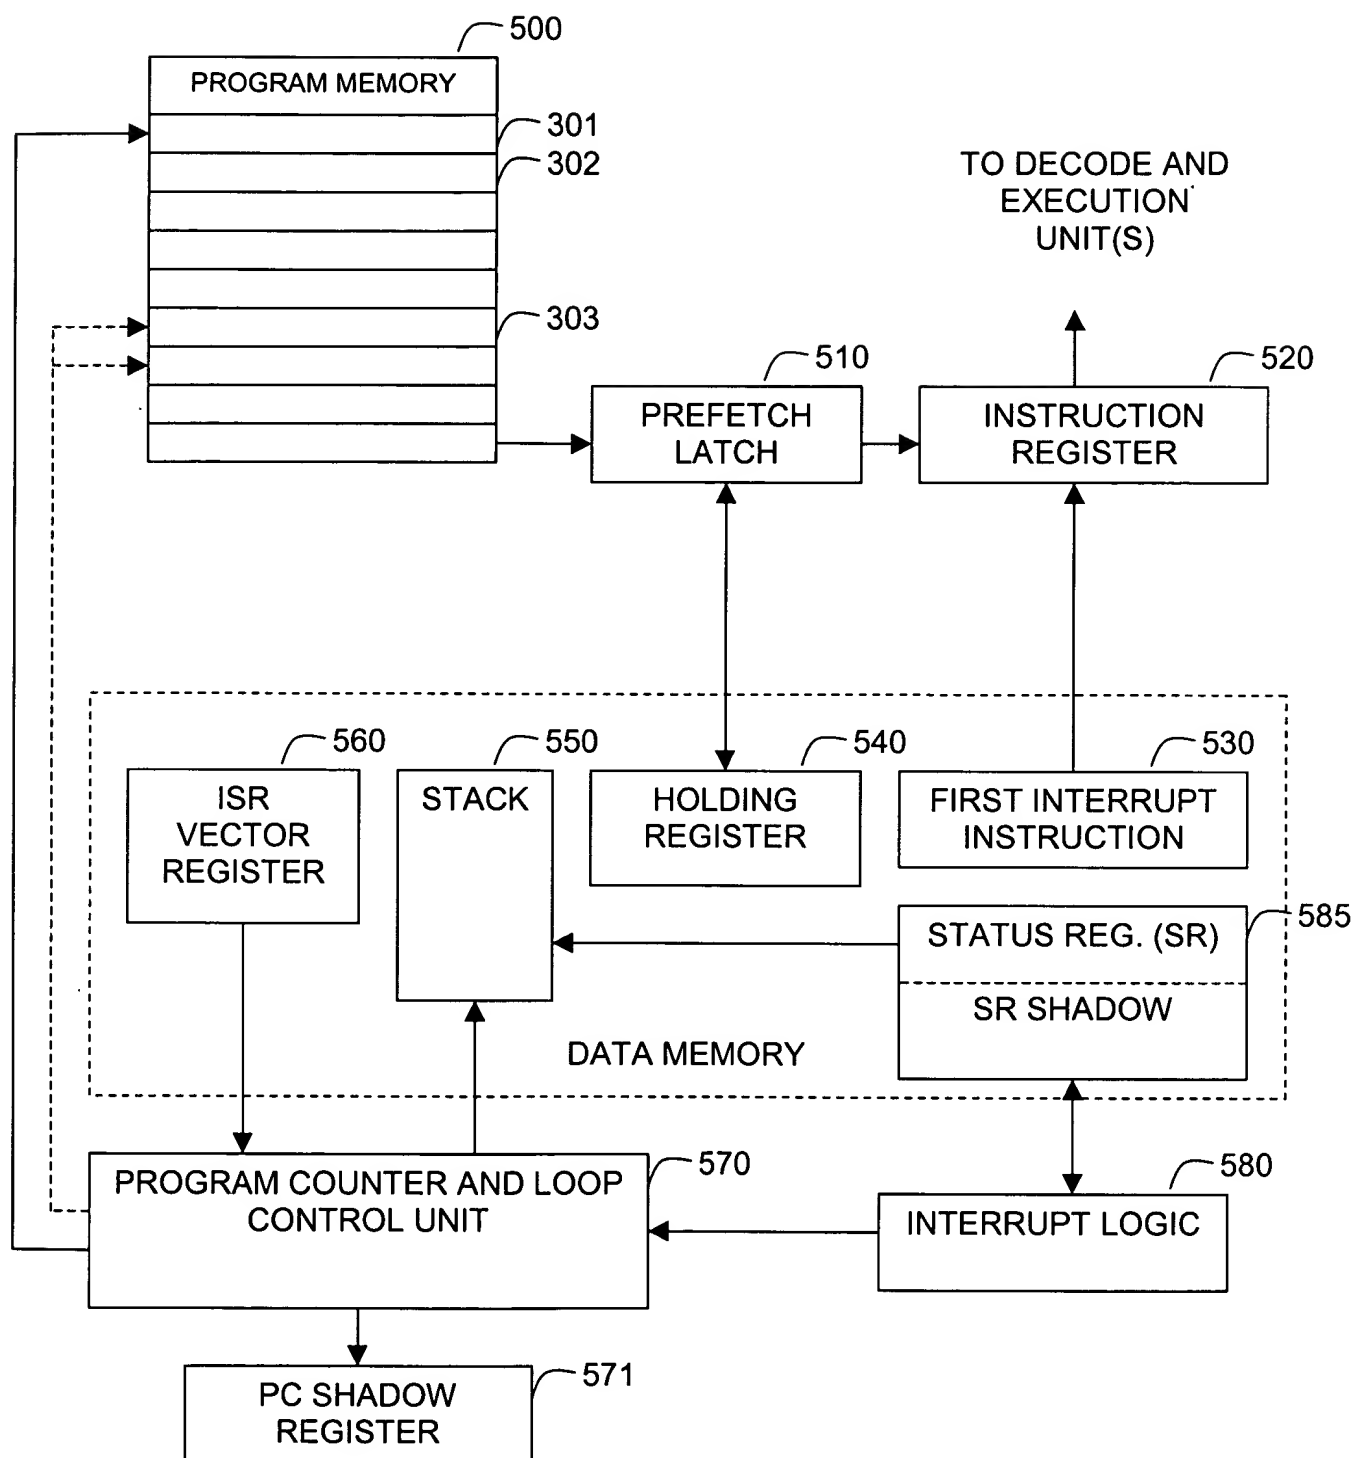 500
PROGRAM MEMORY
301
302
303
TO DECODE AND
EXECUTION
UNIT(S)
510
520
PREFETCH
LATCH
INSTRUCTION
REGISTER
560
550
540
530
ISR
VECTOR
REGISTER
STACK
HOLDING
REGISTER
FIRST INTERRUPT
INSTRUCTION
585
STATUS REG. (SR)
SR SHADOW
DATA MEMORY
570
580
PROGRAM COUNTER AND LOOP
CONTROL UNIT
INTERRUPT LOGIC
571
PC SHADOW
REGISTER